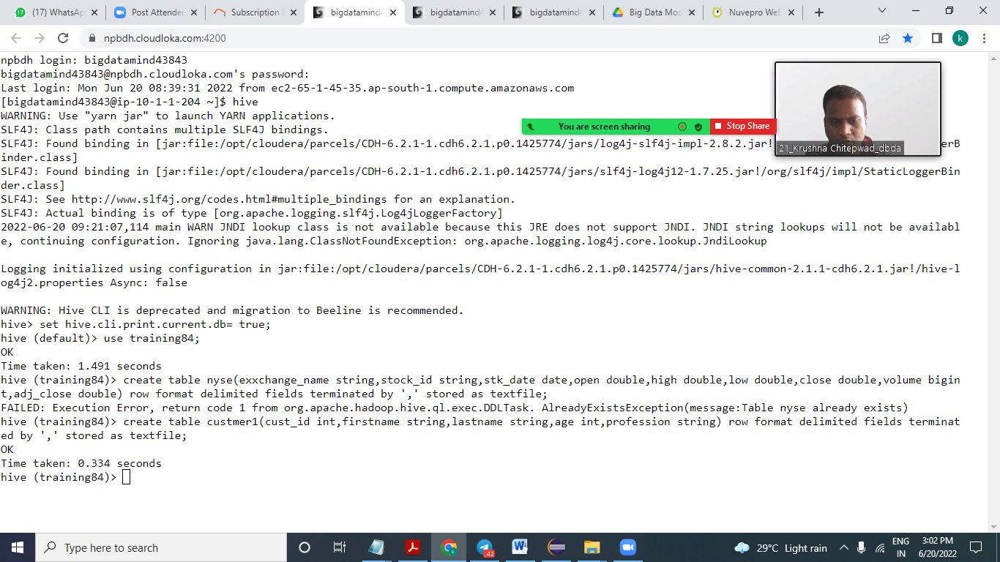 (17) WhatsAp
Post Attende
Subscription
bigdatamind
bigdatamind
bigdatamind
Big Data Mod
Nuvepro Web
npbdh.cloudloka.com:4200
k
npbdh login: bigdatamind43843
bigdatamind43843@npbdh.cloudloka.com's password:
Last login: Mon Jun 20 08:39:31 2022 from ec2-65-1-45-35.ap-south-1.compute.amazonaws.com
[bigdatamind43843@ip-10-1-1-204 ~]$ hive
WARNING: Use "yarn jar" to launch YARN applications.
SLF4J: Class path contains multiple SLF4J bindings.
You are screen sharing
Stop Share
SLF4J: Found binding in [jar:file:/opt/cloudera/parcels/CDH-6.2.1-1.cdh6.2.1.p0.1425774/jars/log4j-slf4j-impl-2.8.2.jar! erB
21_Krushna Chitepwad_dbda
inder.class]
SLF4J: Found binding in [jar:file:/opt/cloudera/parcels/CDH-6.2.1-1.cdh6.2.1.p0.1425774/jars/slf4j-log4j12-1.7.25.jar!/org/slf4j/impl/StaticLoggerBin
der.class]
SLF4J: See http://www.slf4j.org/codes.html#multiple_bindings for an explanation.
SLF4J: Actual binding is of type [org.apache.logging.slf4j.Log4jLoggerFactory]
2022-06-20 09:21:07,114 main WARN JNDI lookup class is not available because this JRE does not support JNDI. JNDI string lookups will not be availabl
e, continuing configuration. Ignoring java.lang.ClassNotFoundException: org.apache.logging.log4j.core.lookup.JndiLookup
Logging initialized using configuration in jar:file:/opt/cloudera/parcels/CDH-6.2.1-1.cdh6.2.1.p0.1425774/jars/hive-common-2.1.1-cdh6.2.1.jar!/hive-l
og4j2.properties Async: false
WARNING: Hive CLI is deprecated and migration to Beeline is recommended.
hive> set hive.cli.print.current.db= true;
hive (default)> use training84;
OK
Time taken: 1.491 seconds
hive (training84)> create table nyse(exxchange_name string,stock_id string,stk_date date,open double,high double,low double,close double,volume bigin
t,adj_close double) row format delimited fields terminated by ',' stored as textfile;
FAILED: Execution Error, return code 1 from org.apache.hadoop.hive.ql.exec.DDLTask. AlreadyExistsException(message:Table nyse already exists)
hive (training84)> create table custmer1(cust_id int,firstname string,lastname string,age int,profession string) row format delimited fields terminat
ed by ',' stored as textfile;
OK
Time taken: 0.334 seconds
hive (training84)>
Type here to search
42
29°C Light rain
ENG
IN
3:02 PM
6/20/2022